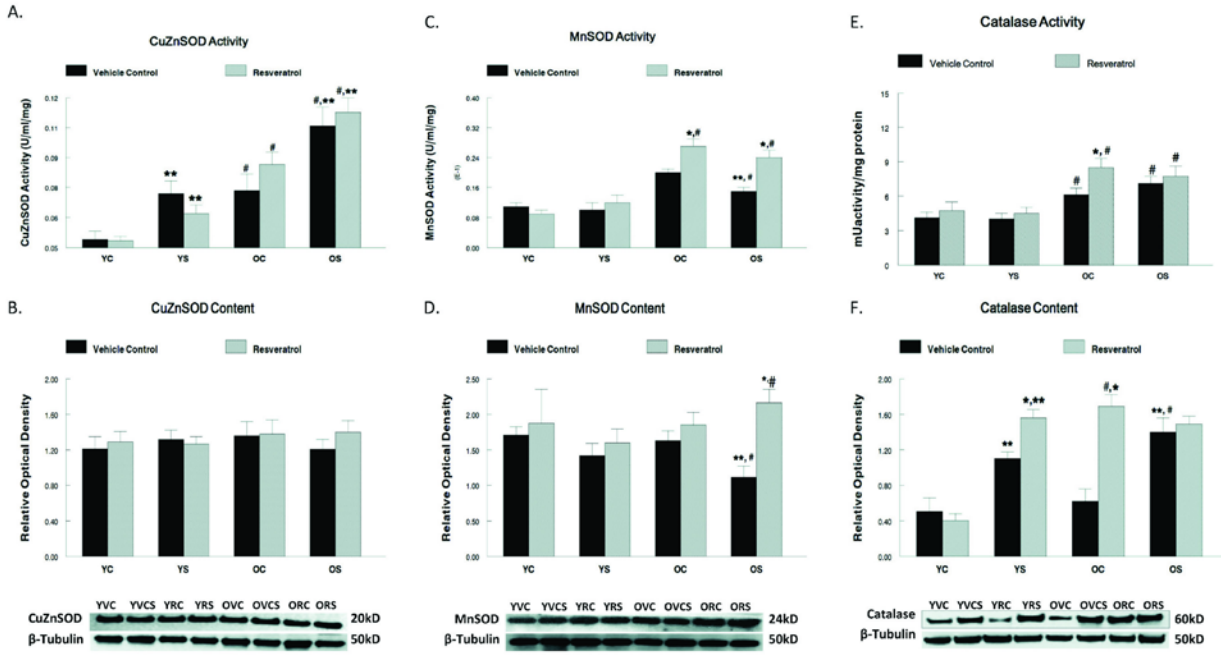 A.
CuZnSOD Activity
Vehicle Control
Resveratrol
CuZnSOD Activity (U/ml/mg)
0.12
0.11
0.09
0.08
0.06
0.05
**
**
#
#
#,**
#,**
YC
YS
OC
OS
B.
CuZnSOD Content
Vehicle Control
Resveratrol
Relative Optical Density
2.00
1.60
1.20
0.80
0.40
0.00
YC
YS
OC
OS
YVC YVCS YRC YRS OVC OVCS ORC ORS
CuZnSOD
20kD
β-Tubulin
50kD
C.
MnSOD Activity
Vehicle Control
Resveratrol
MnSOD Activity (U/ml/mg)
(E-1)
0.40
0.32
0.24
0.16
0.08
0.00
*,#
**, #
*,#
YC
YS
OC
OS
D.
MnSOD Content
Vehicle Control
Resveratrol
Relative Optical Density
2.00
1.60
1.20
0.80
0.40
0.00
**, #
*,#
YC
YS
OC
OS
YVC YVCS YRC YRS OVC OVCS ORC ORS
MnSOD
24kD
β-Tubulin
50kD
E.
Catalase Activity
Vehicle Control
Resveratrol
mUactivity/mg protein
15
12
9
6
3
0
#
*, #
#
#
YC
YS
OC
OS
F.
Catalase Content
Vehicle Control
Resveratrol
Relative Optical Density
2.00
1.60
1.20
0.80
0.40
0.00
**
*,**
#,*
**, #
YC
YS
OC
OS
YVC YVCS YRC YRS OVC OVCS ORC ORS
Catalase
60kD
β-Tubulin
50kD